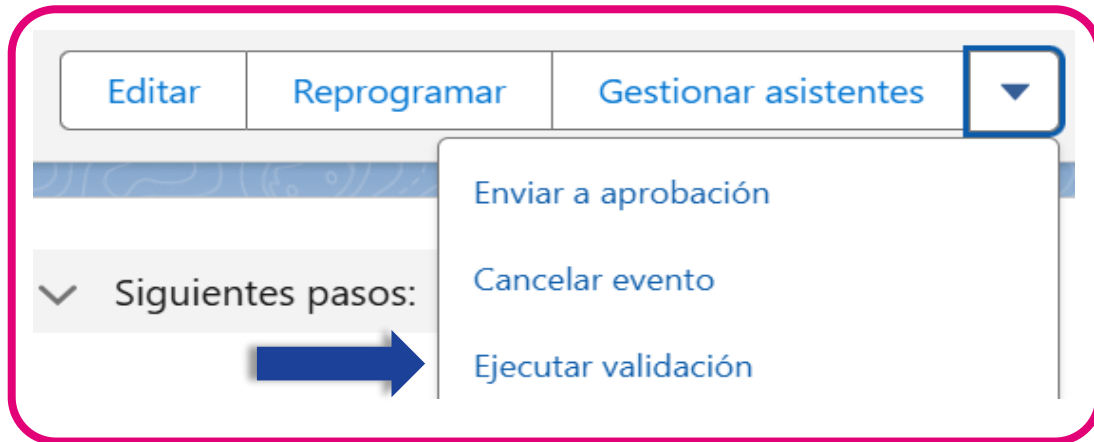 Editar Reprogramar Gestionar asistentes
Enviar a aprobación
Cancelar evento
Siguientes pasos:
Ejecutar validación